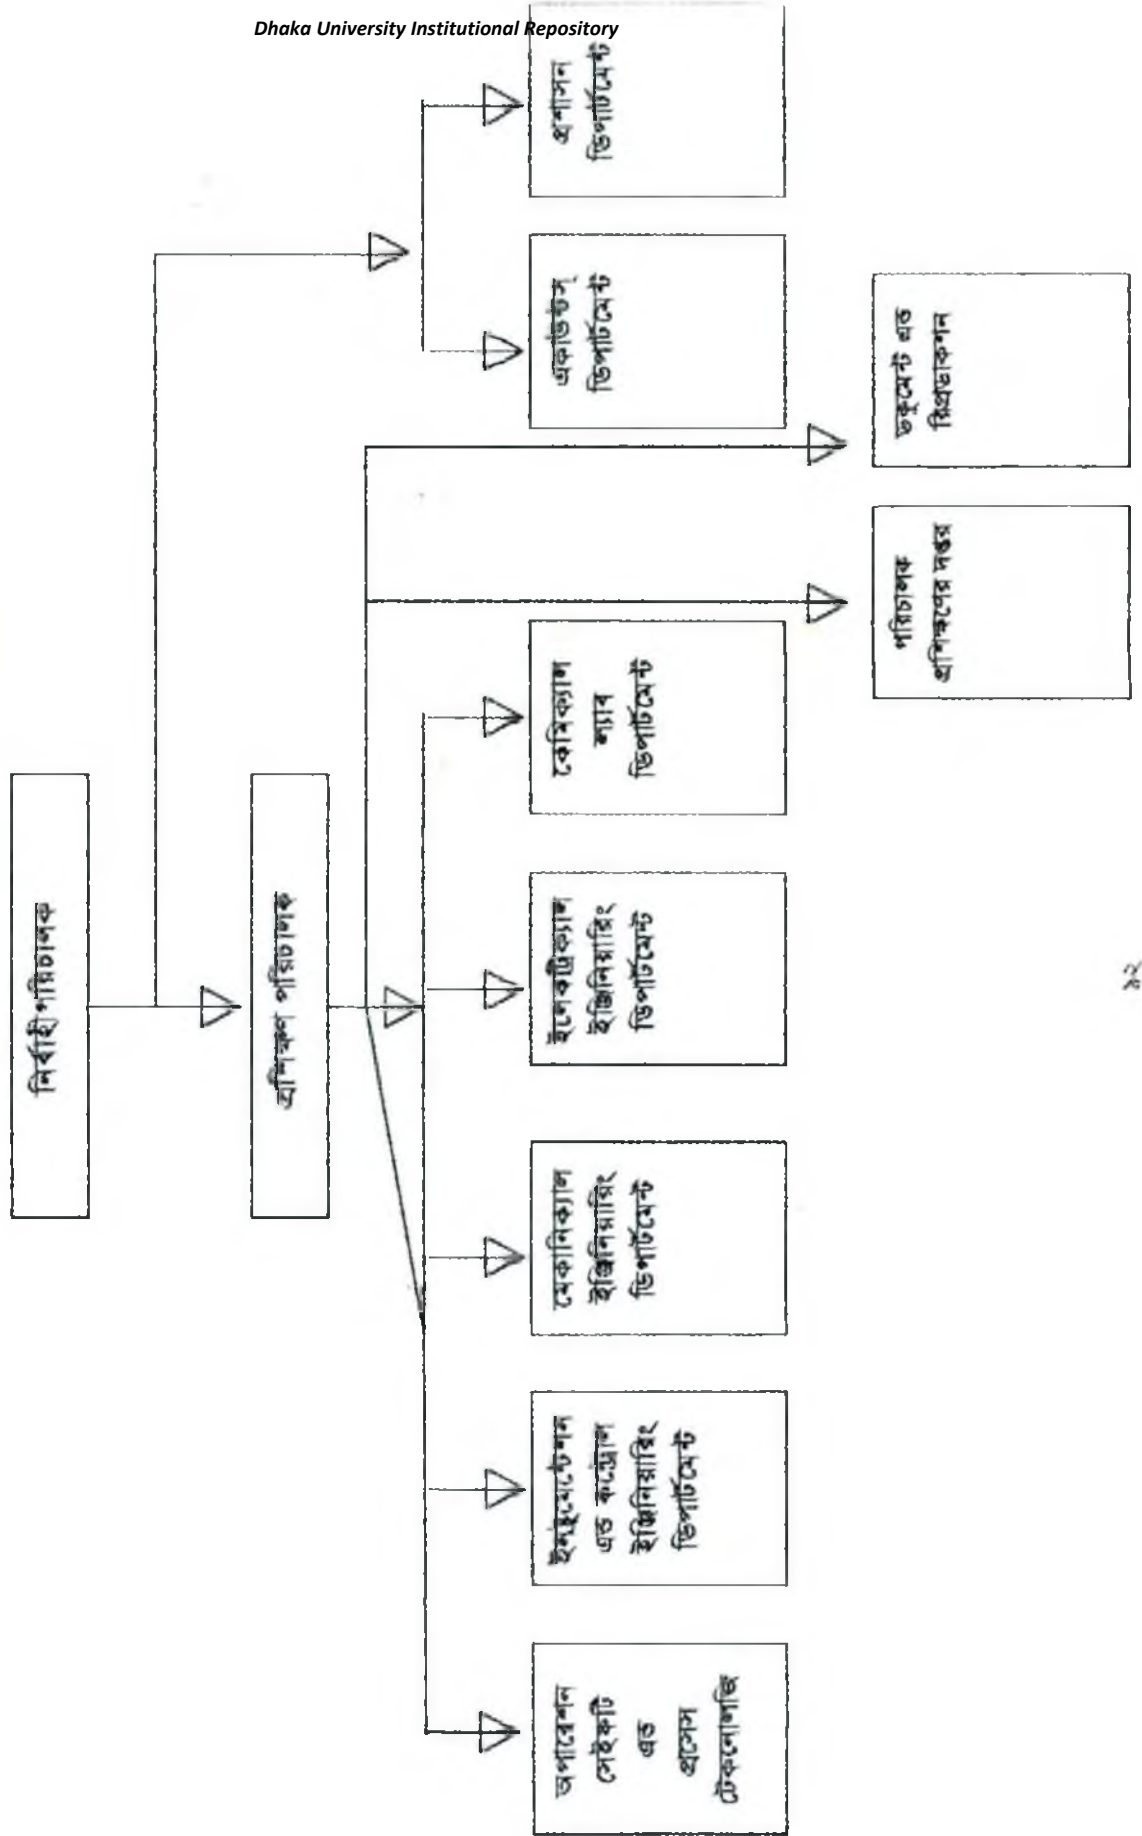 Dhaka University Institutional Repository
নির্বাহী পরিচালক
প্রশিক্ষণ পরিচালক
অপারেশন
সেইফটি
এন্ড
প্রসেস
টেকনোলজি
ইন্সট্রুমেন্টেশন
এন্ড কন্ট্রোল
ইঞ্জিনিয়ারিং
ডিপার্টমেন্ট
মেকানিক্যাল
ইঞ্জিনিয়ারিং
ডিপার্টমেন্ট
ইলেকট্রিক্যাল
ইঞ্জিনিয়ারিং
ডিপার্টমেন্ট
কেমিক্যাল
ল্যাব
ডিপার্টমেন্ট
একাউন্টস্
ডিপার্টমেন্ট
প্রশাসন
ডিপার্টমেন্ট
পরিচালক
প্রশিক্ষণের দপ্তর
ডকুমেন্ট এন্ড
রিপ্রডাকশন